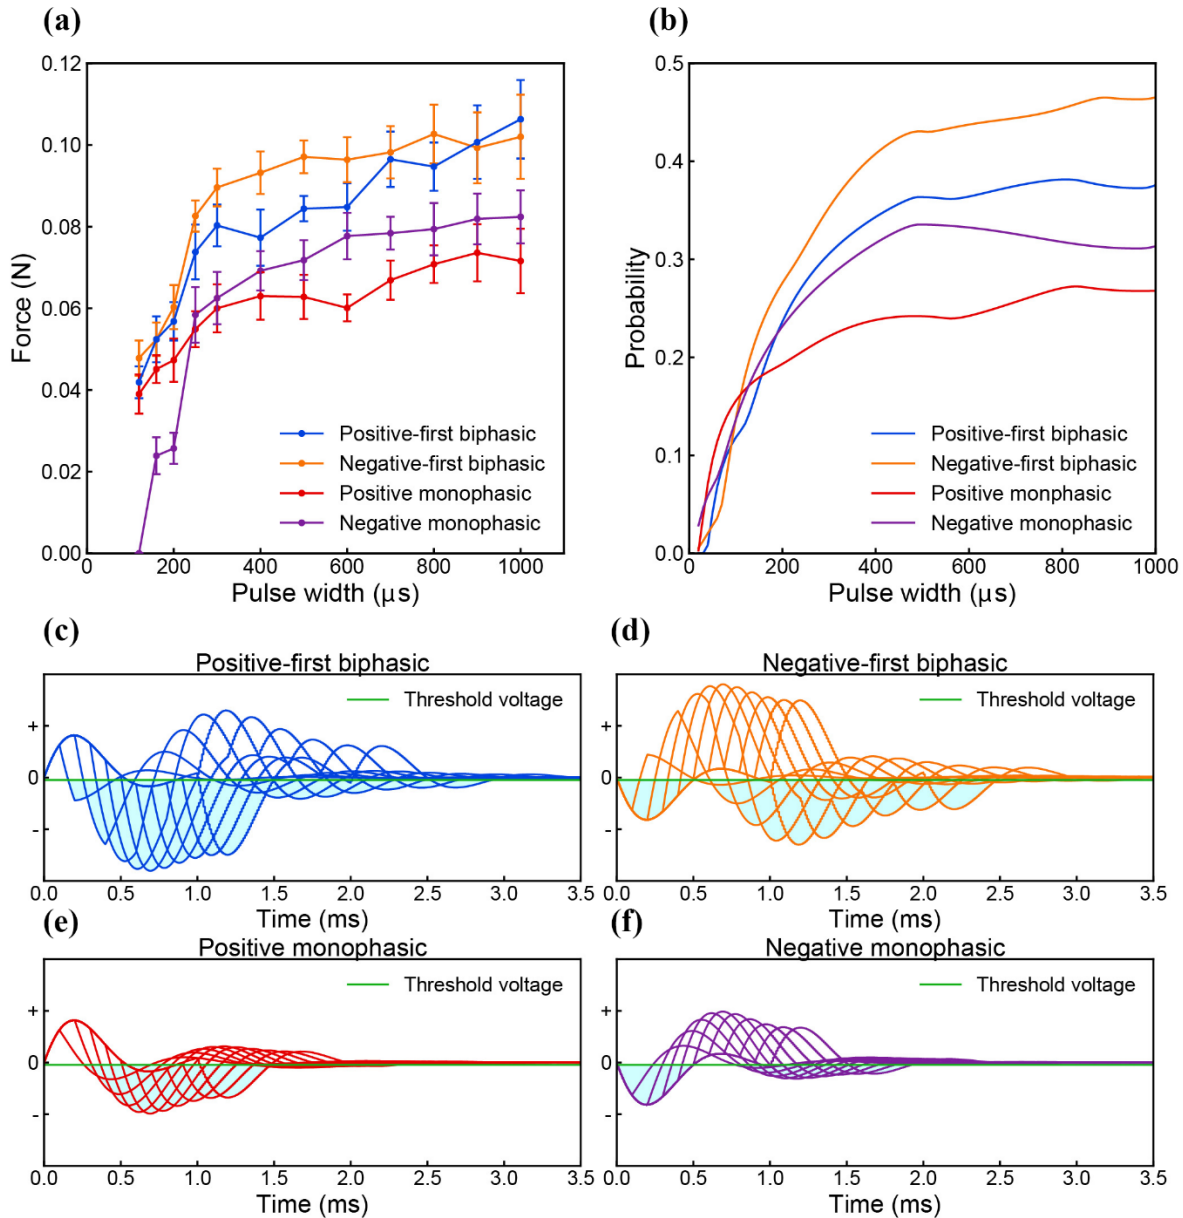 (a)
0.12
0.10
0.08
0.06
0.04
0.02
0.00
Force (N)
Positive-first biphasic
Negative-first biphasic
Positive monophasic
Negative monophasic
0 200 400 600 800 1000
Pulse width (μs)
(b)
0.5
0.4
0.3
0.2
0.1
0.0
Probability
Positive-first biphasic
Negative-first biphasic
Positive monphasic
Negative monophasic
0 200 400 600 800 1000
Pulse width (μs)
(c)
Positive-first biphasic
Threshold voltage
+
0
-
0.0 0.5 1.0 1.5 2.0 2.5 3.0 3.5
Time (ms)
(d)
Negative-first biphasic
Threshold voltage
+
0
-
0.0 0.5 1.0 1.5 2.0 2.5 3.0 3.5
Time (ms)
(e)
Positive monophasic
Threshold voltage
+
0
-
0.0 0.5 1.0 1.5 2.0 2.5 3.0 3.5
Time (ms)
(f)
Negative monophasic
Threshold voltage
+
0
-
0.0 0.5 1.0 1.5 2.0 2.5 3.0 3.5
Time (ms)